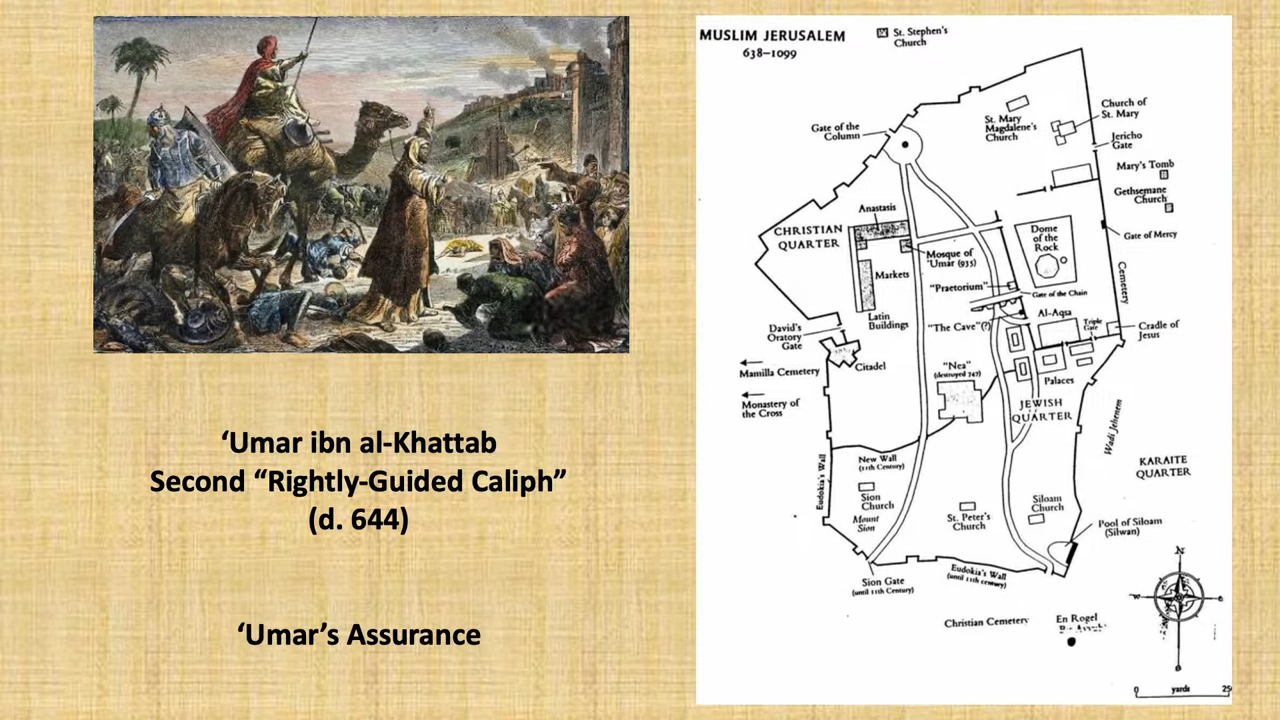 ‘Umar ibn al-Khattab
Second “Rightly-Guided Caliph”
(d. 644)
‘Umar’s Assurance
MUSLIM JERUSALEM
638–1099
St. Stephen's
Church
Gate of the
Column
St. Mary
Magdalene's
Church
Church of
St. Mary
Jericho
Gate
Mary's Tomb
Gethsemane
Church
Anastasis
CHRISTIAN
QUARTER
Dome
of the
Rock
Gate of Mercy
Mosque of
'Umar (935)
Markets
"Praetorium"
Gate of the Chain
Cemetery
Latin
Buildings
"The Cave"(?)
Al-Aqsa
Triple
Gate
Cradle of
Jesus
David's
Oratory
Gate
Mamilla Cemetery
Citadel
"Nea"
(destroyed 747)
Palaces
Monastery of
the Cross
JEWISH
QUARTER
Wadi Jehenem
New Wall
(11th Century)
KARAITE
QUARTER
Eudokia's Wall
Sion
Church
Mount
Sion
St. Peter's
Church
Siloam
Church
Pool of Siloam
(Silwan)
Sion Gate
(until 11th Century)
Eudokia's Wall
(until 11th century)
Christian Cemetery
En Rogel
N
W
S
0 yards 25